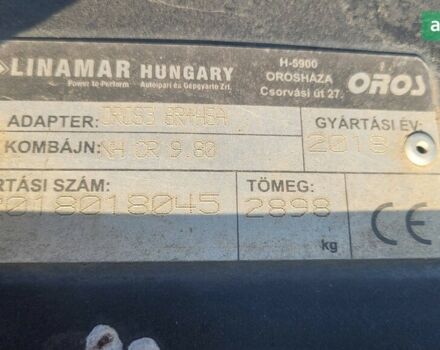 LINAMAR HUNGARY
Power to Perform Autóipari és Gépgyártó Zrt.
H-5900
OROSHÁZA
Csorvási út 27.
OROS
ADAPTER:
GYÁRTÁSI ÉV:
KOMBÁJN: NH CR 9.80
2018
RTÁSI SZÁM:
2018018045
TÖMEG:
2898
kg
CE